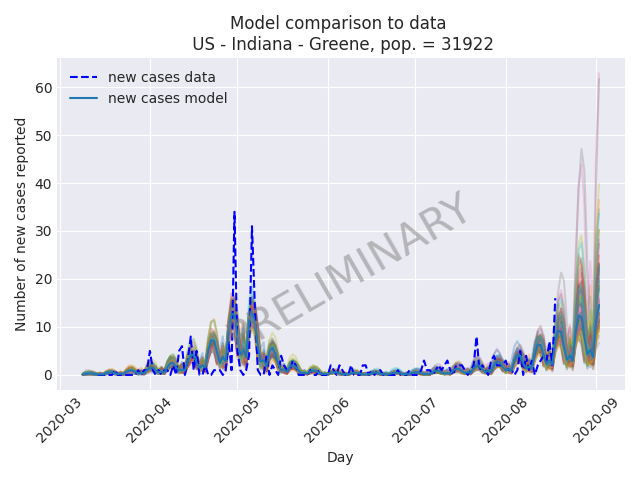 Model comparison to data
US - Indiana - Greene, pop. = 31922
new cases data
new cases model
Number of new cases reported
60
50
40
30
20
10
0
PRELIMINARY
2020-03
2020-04
2020-05
2020-06
2020-07
2020-08
2020-09
Day